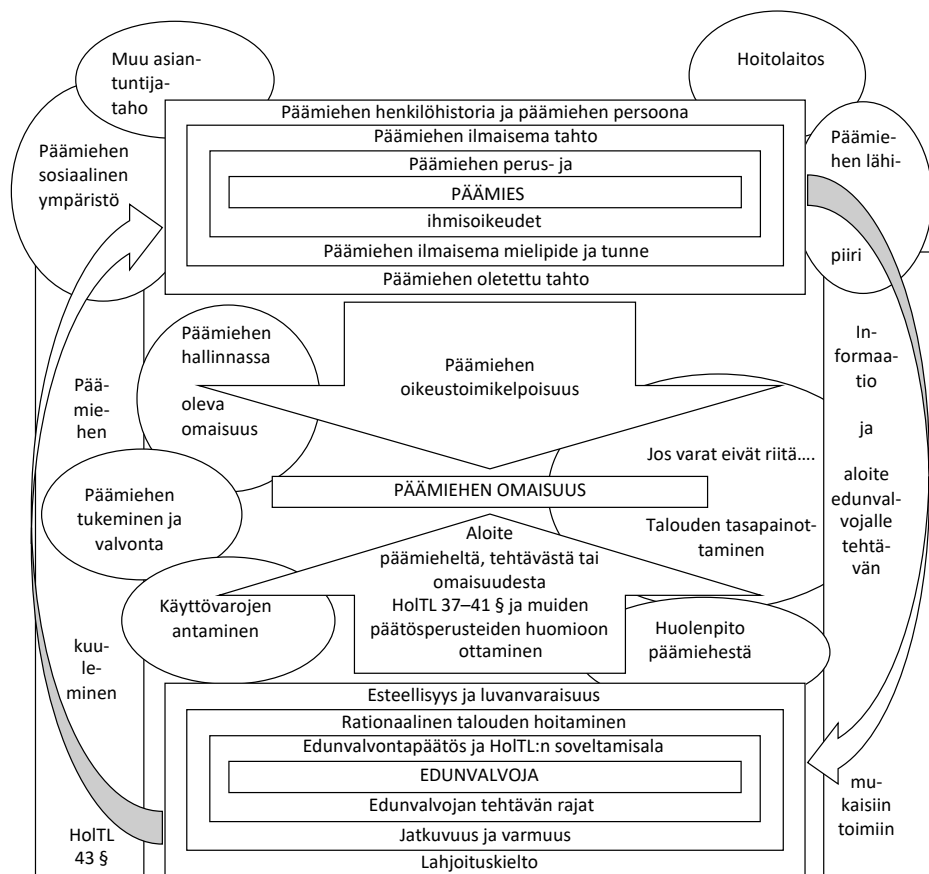 Muu asian-
tuntija-
taho
Hoitolaitos
Päämiehen
sosiaalinen
ympäristö
Päämie-
hen lähi-
piiri
Päämiehen henkilöhistoria ja päämiehen persoona
Päämiehen ilmaisema tahto
Päämiehen perus- ja
PÄÄMIES
ihmisoikeudet
Päämiehen ilmaisema mielipide ja tunne
Päämiehen oletettu tahto
Päämiehen
hallinnassa
oleva
omaisuus
Päämiehen
oikeustoimikelpoisuus
Pää-
mie-
hen
kuu-
le-
minen
HolTL
43 §
In-
formaa-
tio
ja
aloite
edunval-
vojalle
tehtä-
vän
mu-
kaisiin
toimiin
Jos varat eivät riitä….
Talouden tasapainot-
taminen
PÄÄMIEHEN OMAISUUS
Päämiehen
tukeminen ja
valvonta
Aloite
päämieheltä, tehtävästä tai
omaisuudesta
HolTL 37–41 § ja muiden
päätösperusteiden huomioon
ottaminen
Käyttövarojen
antaminen
Huolenpito
päämiehestä
Esteellisyys ja luvanvaraisuus
Rationaalinen talouden hoitaminen
Edunvalvontapäätös ja HolTL:n soveltamisala
EDUNVALVOJA
Edunvalvojan tehtävän rajat
Jatkuvuus ja varmuus
Lahjoituskielto